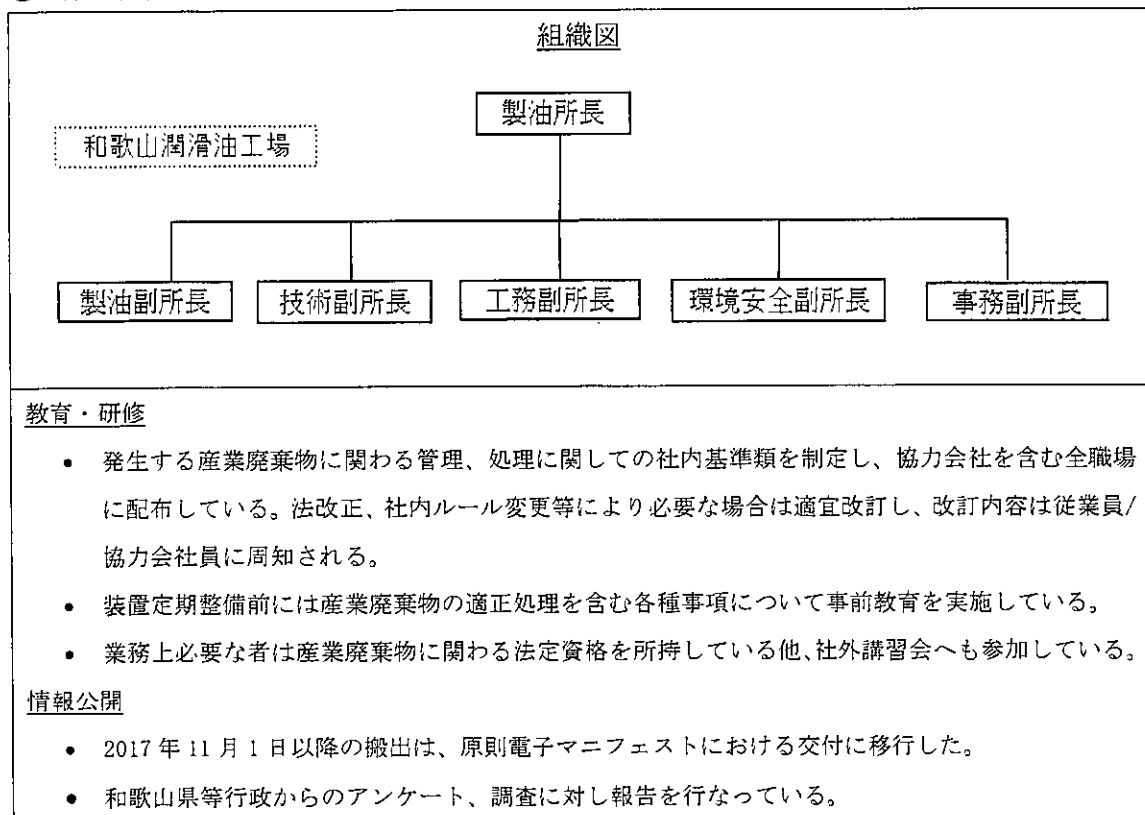 組織図
製油所長
和歌山潤滑油工場
製油副所長 技術副所長 工務副所長 環境安全副所長 事務副所長
教育・研修
• 発生する産業廃棄物に関わる管理、処理に関しての社内基準類を制定し、協力会社を含む全職場
に配布している。法改正、社内ルール変更等により必要な場合は適宜改訂し、改訂内容は従業員/
協力会社員に周知される。
• 装置定期整備前には産業廃棄物の適正処理を含む各種事項について事前教育を実施している。
• 業務上必要な者は産業廃棄物に関わる法定資格を所持している他、社外講習会へも参加している。
情報公開
• 2017 年 11 月 1 日以降の搬出は、原則電子マニフェストにおける交付に移行した。
• 和歌山県等行政からのアンケート、調査に対し報告を行なっている。